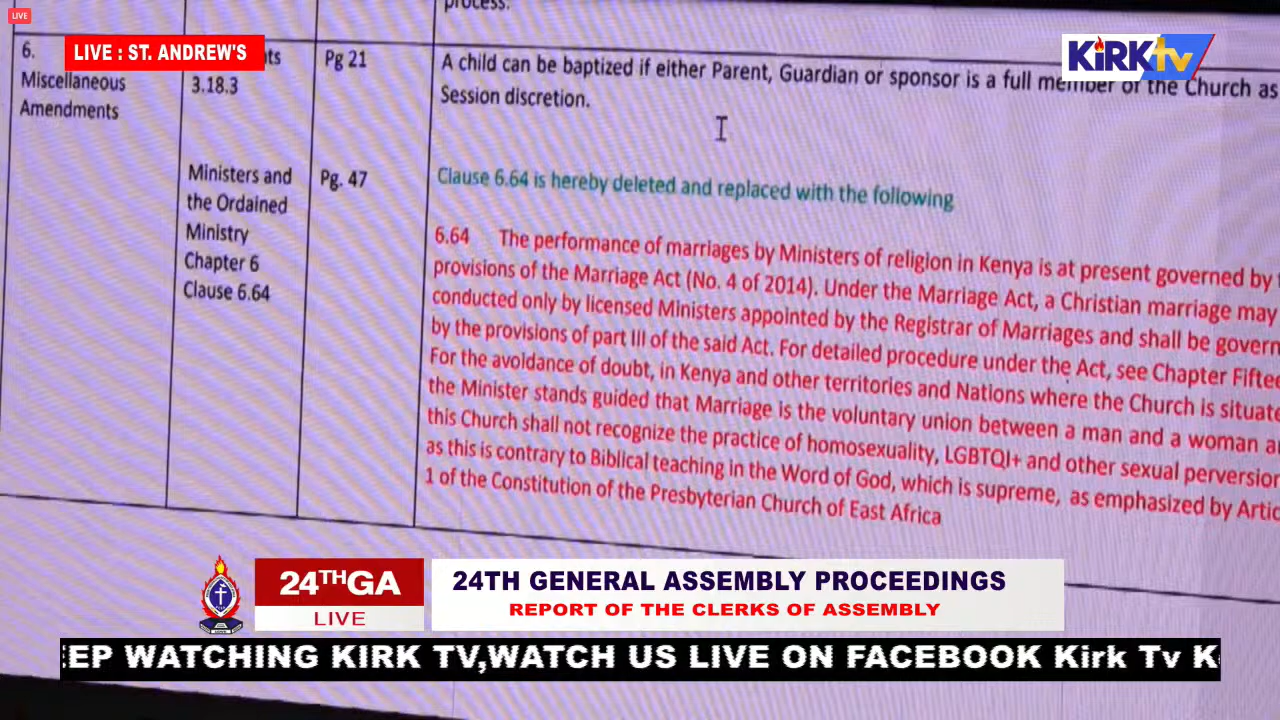 LIVE
process.
LIVE : ST. ANDREW'S
KiRKtv
6.
Miscellaneous
Amendments
3.18.3
Pg 21
A child can be baptized if either Parent, Guardian or sponsor is a full member of the Church as
Session discretion.
Ministers and
the Ordained
Ministry
Chapter 6
Clause 6.64
Pg. 47
Clause 6.64 is hereby deleted and replaced with the following
6.64 The performance of marriages by Ministers of religion in Kenya is at present governed by
provisions of the Marriage Act (No. 4 of 2014). Under the Marriage Act, a Christian marriage may
conducted only by licensed Ministers appointed by the Registrar of Marriages and shall be govern
by the provisions of part III of the said Act. For detailed procedure under the Act, see Chapter Fiftee
For the avoidance of doubt, in Kenya and other territories and Nations where the Church is situate
the Minister stands guided that Marriage is the voluntary union between a man and a woman a
this Church shall not recognize the practice of homosexuality, LGBTQI+ and other sexual perversion
as this is contrary to Biblical teaching in the Word of God, which is supreme, as emphasized by Artic
1 of the Constitution of the Presbyterian Church of East Africa
24THGA
LIVE
24TH GENERAL ASSEMBLY PROCEEDINGS
REPORT OF THE CLERKS OF ASSEMBLY
EP WATCHING KIRK TV,WATCH US LIVE ON FACEBOOK Kirk Tv K